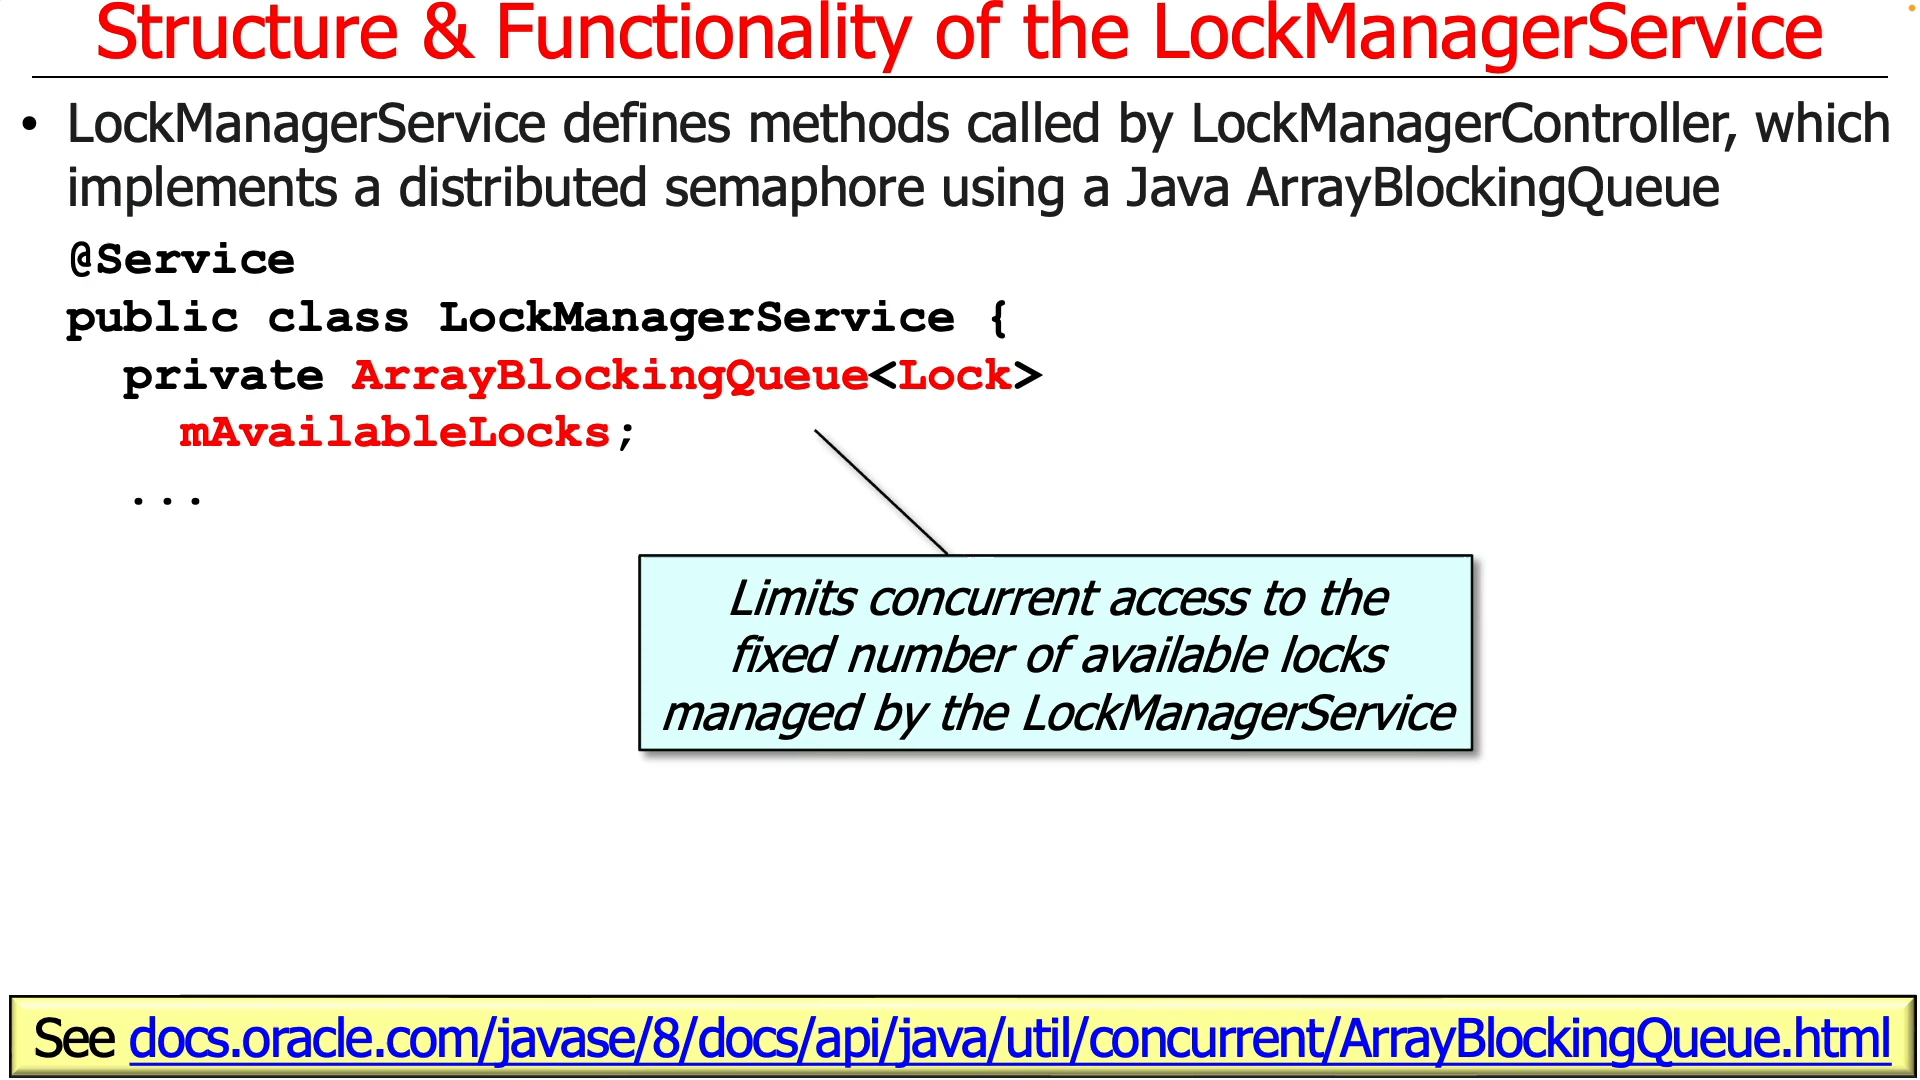 Structure & Functionality of the LockManagerService
• LockManagerService defines methods called by LockManagerController, which
implements a distributed semaphore using a Java ArrayBlockingQueue
@Service
public class LockManagerService {
private ArrayBlockingQueue<Lock>
mAvailableLocks;
...
Limits concurrent access to the
fixed number of available locks
managed by the LockManagerService
See docs.oracle.com/javase/8/docs/api/java/util/concurrent/ArrayBlockingQueue.html